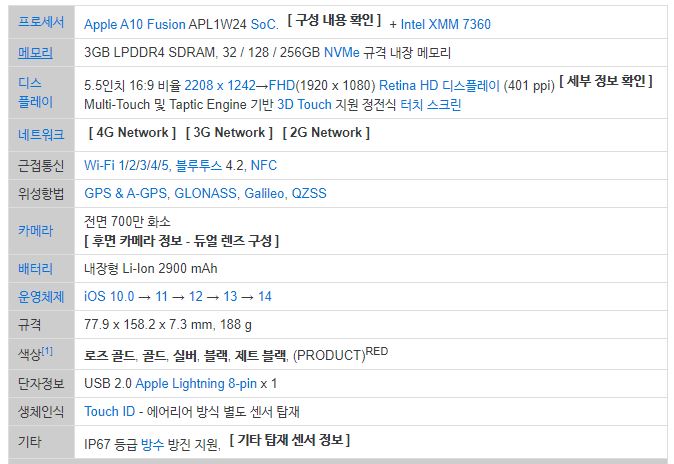 프로세서 Apple A10 Fusion APL1W24 SoC. [ 구성 내용 확인 ] + Intel XMM 7360
메모리 3GB LPDDR4 SDRAM, 32 / 128 / 256GB NVMe 규격 내장 메모리
디스
플레이
5.5인치 16:9 비율 2208 x 1242→FHD(1920 x 1080) Retina HD 디스플레이 (401 ppi) [ 세부 정보 확인 ]
Multi-Touch 및 Taptic Engine 기반 3D Touch 지원 정전식 터치 스크린
네트워크 [ 4G Network ] [ 3G Network ] [ 2G Network ]
근접통신 Wi-Fi 1/2/3/4/5, 블루투스 4.2, NFC
위성항법 GPS & A-GPS, GLONASS, Galileo, QZSS
카메라
전면 700만 화소
[ 후면 카메라 정보 - 듀얼 렌즈 구성 ]
배터리 내장형 Li-Ion 2900 mAh
운영체제 iOS 10.0 → 11 → 12 → 13 → 14
규격 77.9 x 158.2 x 7.3 mm, 188 g
색상[1] 로즈 골드, 골드, 실버, 블랙, 제트 블랙, (PRODUCT)RED
단자정보 USB 2.0 Apple Lightning 8-pin x 1
생체인식 Touch ID - 에어리어 방식 별도 센서 탑재
기타 IP67 등급 방수 방진 지원, [ 기타 탑재 센서 정보 ]